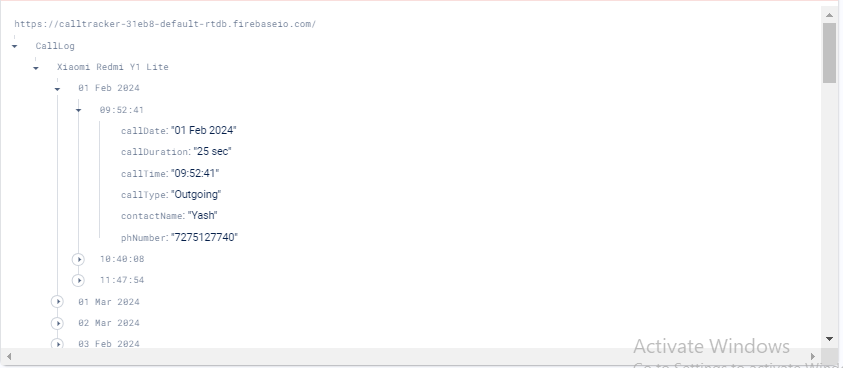 https://calltracker-31eb8-default-rtdb.firebaseio.com/
CallLog
Xiaomi Redmi Y1 Lite
01 Feb 2024
09:52:41
callDate: "01 Feb 2024"
callDuration: "25 sec"
callTime: "09:52:41"
callType: "Outgoing"
contactName: "Yash"
phNumber: "7275127740"
10:40:08
11:47:54
01 Mar 2024
02 Mar 2024
03 Feb 2024
Activate Windows
Go to Settings to activate Wind